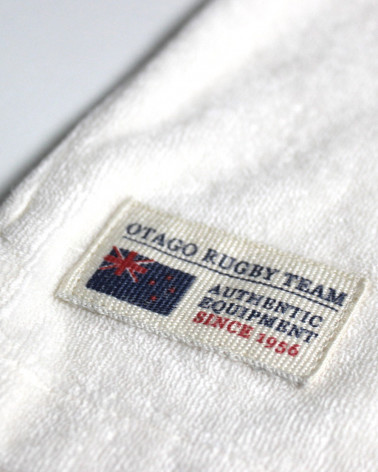 OTAGO RUGBY TEAM
AUTHENTIC
EQUIPMENT
SINCE 1956